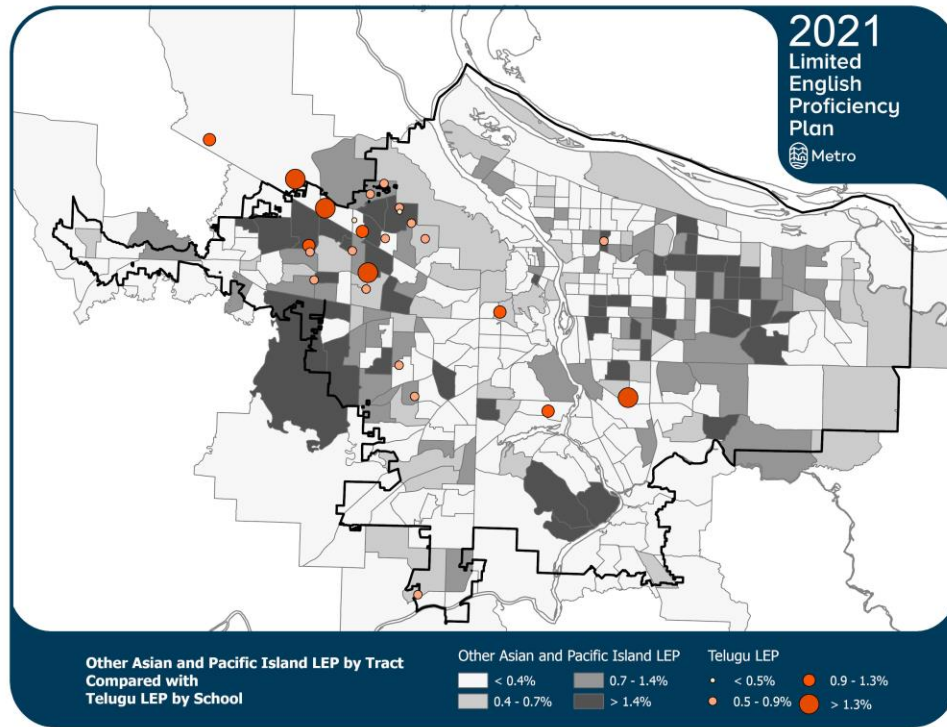 2021
Limited
English
Proficiency
Plan
Metro
Other Asian and Pacific Island LEP by Tract
Compared with
Telugu LEP by School
Other Asian and Pacific Island LEP
< 0.4%
0.7 - 1.4%
0.4 - 0.7%
> 1.4%
Telugu LEP
< 0.5%
0.9 - 1.3%
0.5 - 0.9%
> 1.3%